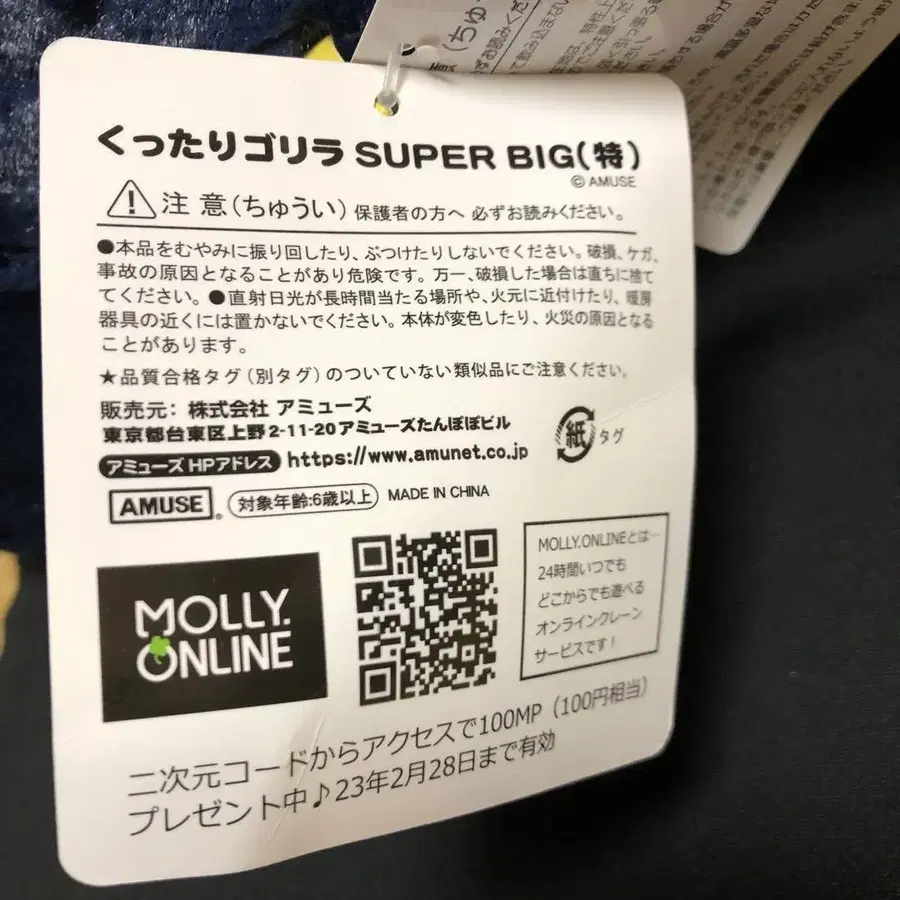 くったりゴリラ SUPER BIG(特)
© AMUSE
注 意(ちゅうい) 保護者の方へ 必ずお読みください。
●本品をむやみに振り回したり、ぶつけたりしないでください。破損、ケガ、
事故の原因となることがあり危険です。万一、破損した場合は直ちに捨て
てください。●直射日光が長時間当たる場所や、火元に近付けたり、暖房
器具の近くには置かないでください。本体が変色したり、火災の原因となる
ことがあります。
★品質合格タグ(別タグ)のついていない類似品にご注意ください。
販売元: 株式会社 アミューズ
東京都台東区上野2-11-20アミューズたんぽぽビル
アミューズHPアドレス https://www.amunet.co.jp
紙 タグ
AMUSE. 対象年齢:6歳以上 MADE IN CHINA
MOLLY.
ONLINE
MOLLY.ONLINEとは…
24時間いつでも
どこからでも遊べる
オンラインクレーン
サービスです!
二次元コードからアクセスで100MP(100円相当)
プレゼント中♪23年2月28日まで有効